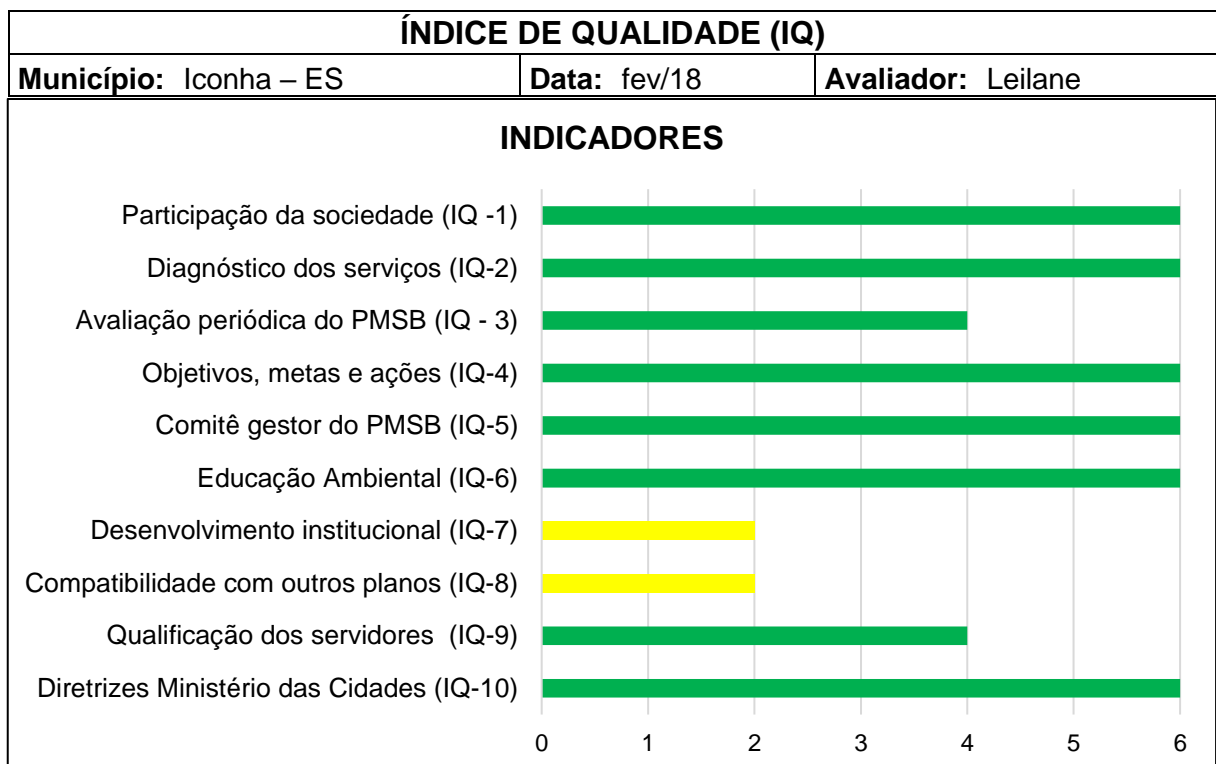 ÍNDICE DE QUALIDADE (IQ)
Município: Iconha – ES Data: fev/18 Avaliador: Leilane
INDICADORES
Participação da sociedade (IQ -1)
Diagnóstico dos serviços (IQ-2)
Avaliação periódica do PMSB (IQ - 3)
Objetivos, metas e ações (IQ-4)
Comitê gestor do PMSB (IQ-5)
Educação Ambiental (IQ-6)
Desenvolvimento institucional (IQ-7)
Compatibilidade com outros planos (IQ-8)
Qualificação dos servidores (IQ-9)
Diretrizes Ministério das Cidades (IQ-10)
0 1 2 3 4 5 6